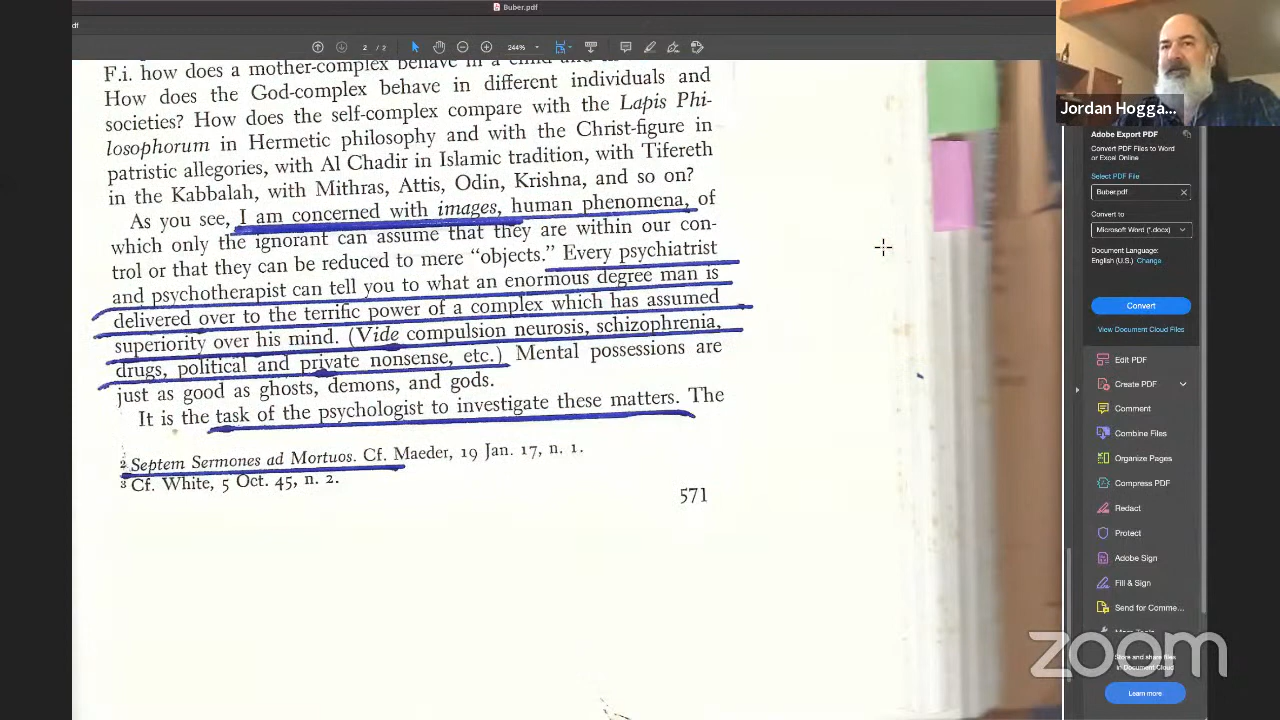 Buber.pdf
df
2 / 2
244%
F.i. how does a mother-complex behave in a child and
How does the God-complex behave in different individuals and
societies? How does the self-complex compare with the Lapis Phi-
losophorum in Hermetic philosophy and with the Christ-figure in
patristic allegories, with Al Chadir in Islamic tradition, with Tifereth
in the Kabbalah, with Mithras, Attis, Odin, Krishna, and so on?
As you see, I am concerned with images, human phenomena, of
which only the ignorant can assume that they are within our con-
trol or that they can be reduced to mere “objects.” Every psychiatrist
and psychotherapist can tell you to what an enormous degree man is
delivered over to the terrific power of a complex which has assumed
superiority over his mind. (Vide compulsion neurosis, schizophrenia,
drugs, political and private nonsense, etc.) Mental possessions are
just as good as ghosts, demons, and gods.
It is the task of the psychologist to investigate these matters. The
2 Septem Sermones ad Mortuos. Cf. Maeder, 19 Jan. 17, n. 1.
3 Cf. White, 5 Oct. 45, n. 2.
571
Jordan Hogga...
Adobe Export PDF
Convert PDF Files to Word
or Excel Online
Select PDF File
Buber.pdf
Convert to
Microsoft Word (*.docx)
Document Language:
English (U.S.) Change
Convert
View Document Cloud Files
Edit PDF
Create PDF
Comment
Combine Files
Organize Pages
Compress PDF
Redact
Protect
Adobe Sign
Fill & Sign
Send for Comme...
More Tools
Store and share files
in Document Cloud
Learn more
zoom